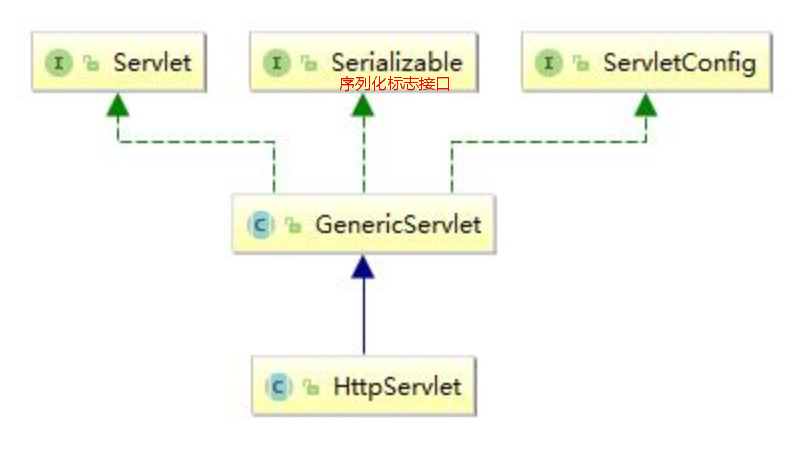 I Servlet
I Serializable
序列化标志接口
I ServletConfig
C GenericServlet
C HttpServlet